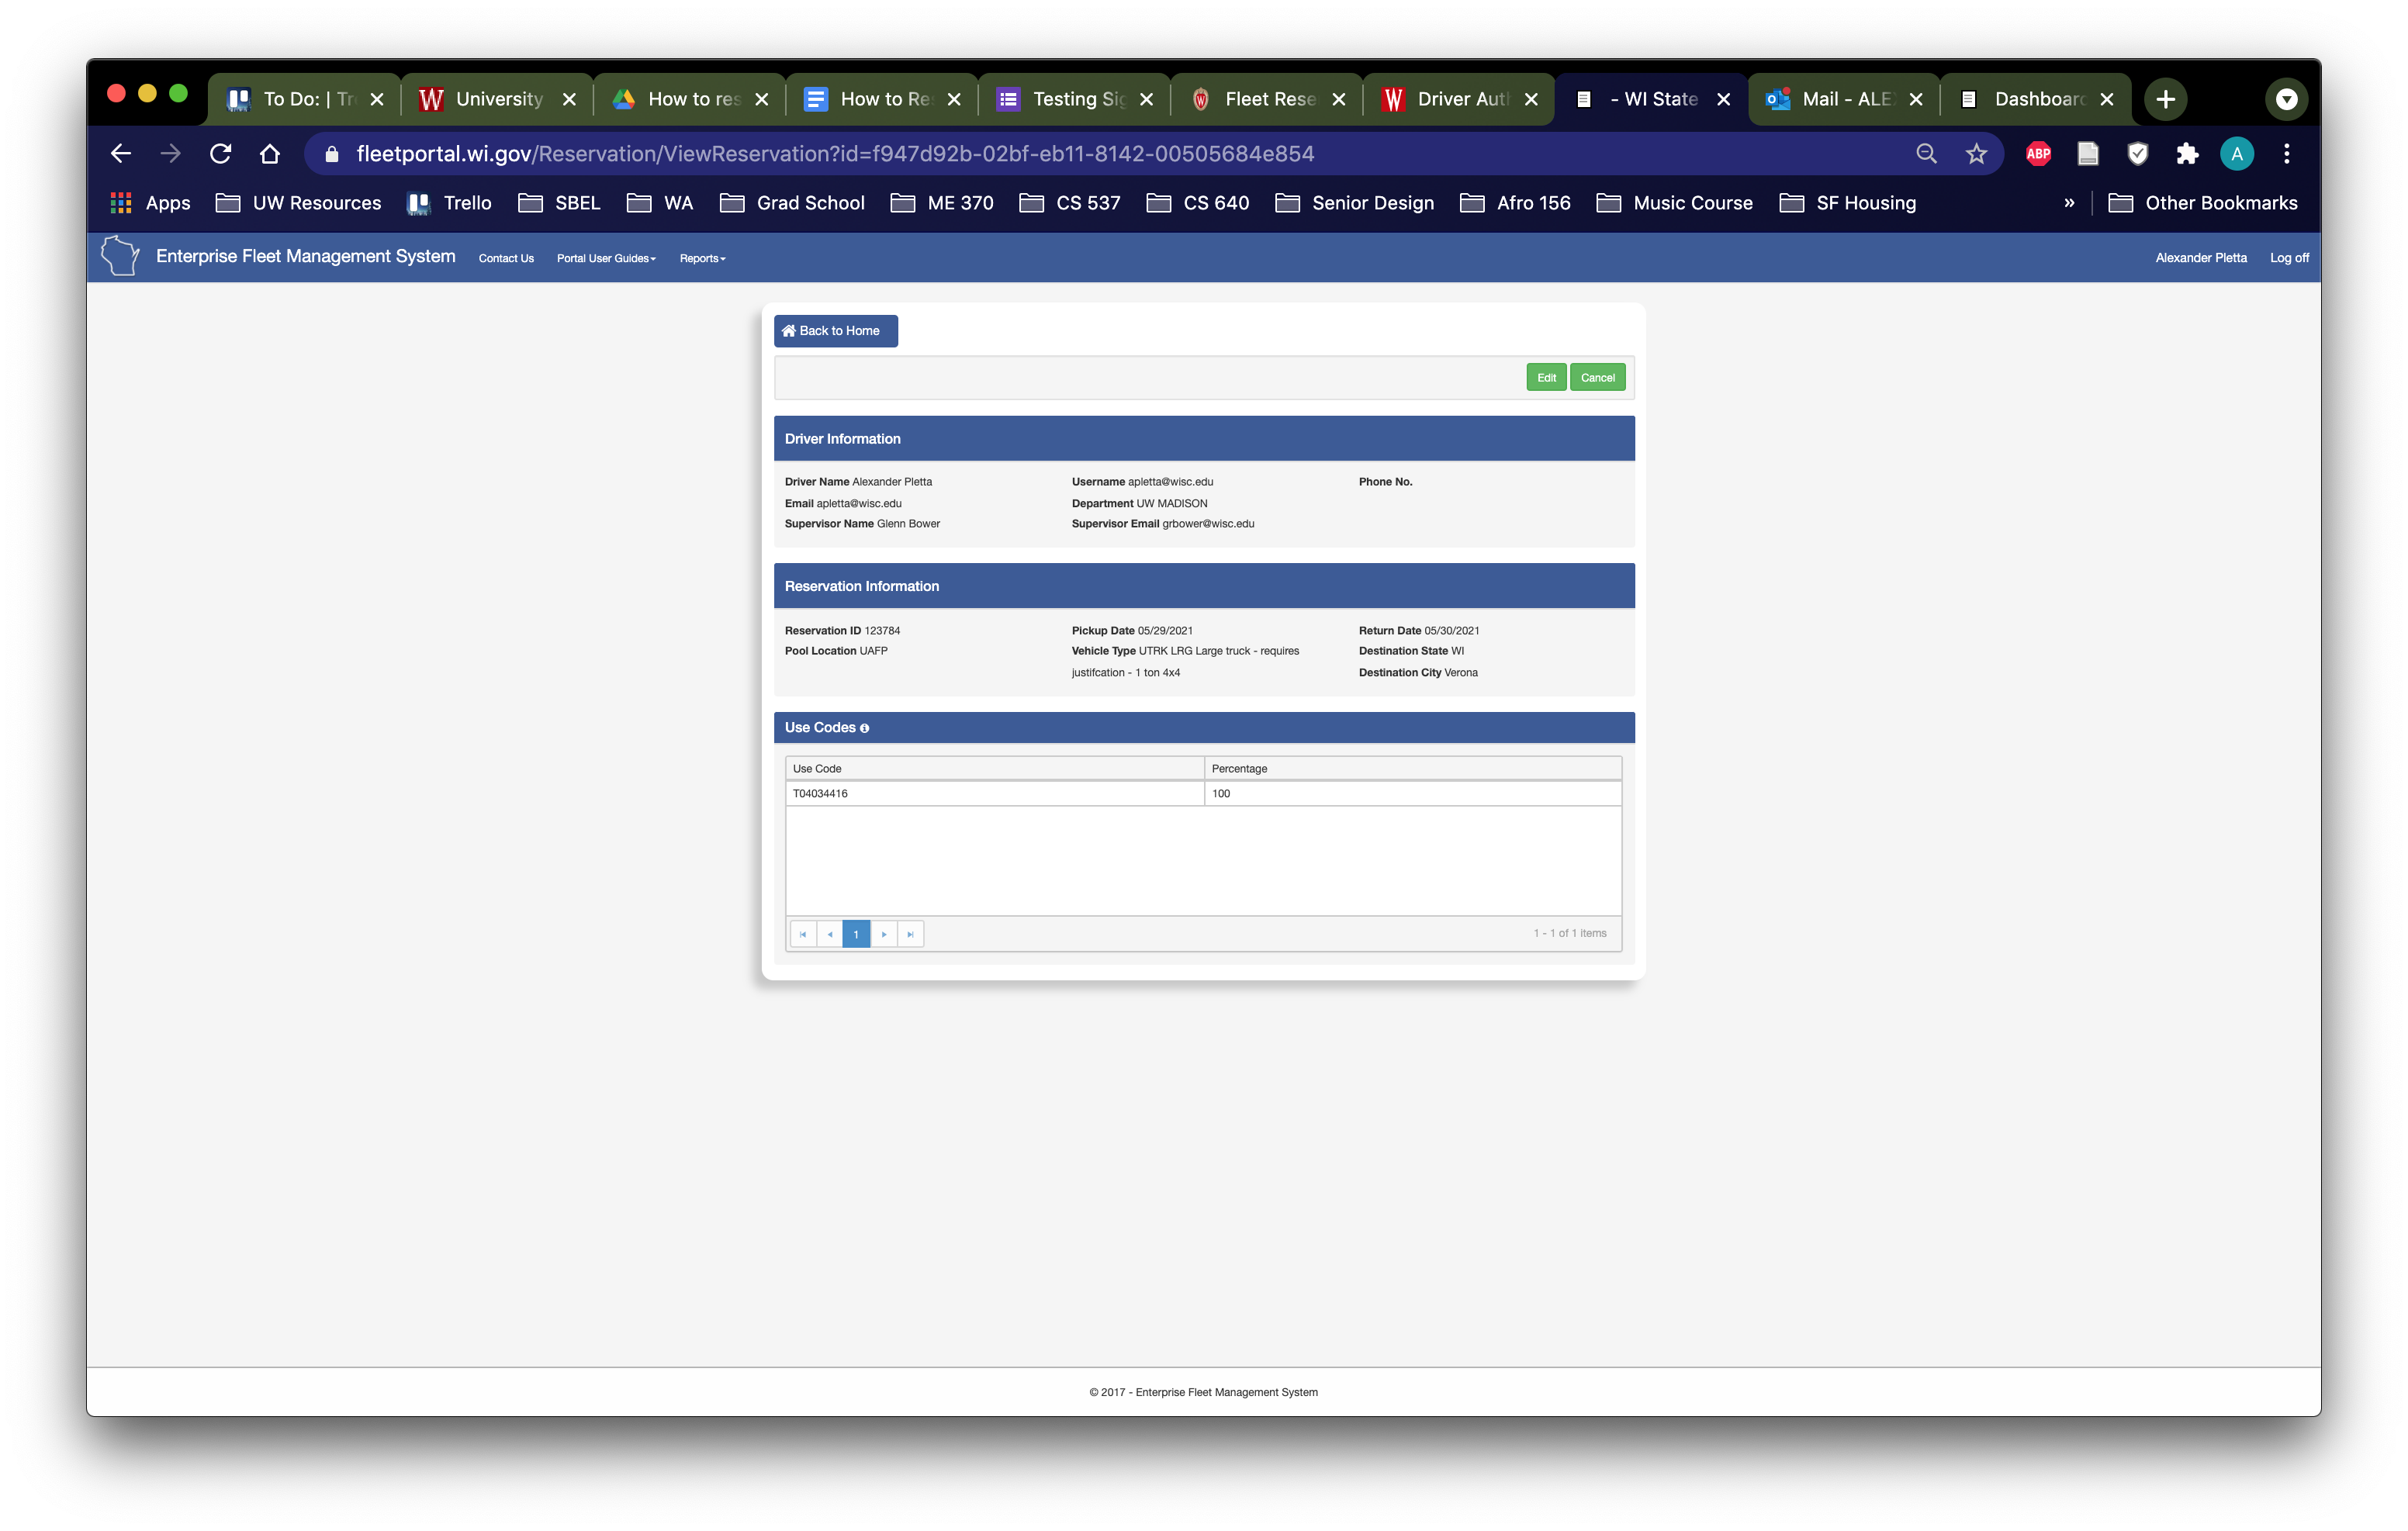 To Do: | Tr
University
How to res
How to Re
Testing Sig
Fleet Rese
Driver Auth
- WI State
Mail - ALE
Dashboard
fleetportal.wi.gov/Reservation/ViewReservation?id=f947d92b-02bf-eb11-8142-00505684e854
ABP
A
Apps
UW Resources
Trello
SBEL
WA
Grad School
ME 370
CS 537
CS 640
Senior Design
Afro 156
Music Course
SF Housing
»
Other Bookmarks
Enterprise Fleet Management System
Contact Us
Portal User Guides
Reports
Alexander Pletta
Log off
Back to Home
Edit
Cancel
Driver Information
Driver Name Alexander Pletta
Username apletta@wisc.edu
Phone No.
Email apletta@wisc.edu
Department UW MADISON
Supervisor Name Glenn Bower
Supervisor Email grbower@wisc.edu
Reservation Information
Reservation ID 123784
Pickup Date 05/29/2021
Return Date 05/30/2021
Pool Location UAFP
Vehicle Type UTRK LRG Large truck - requires
justifcation - 1 ton 4x4
Destination State WI
Destination City Verona
Use Codes
Use Code
Percentage
T04034416
100
1
1 - 1 of 1 items
© 2017 - Enterprise Fleet Management System